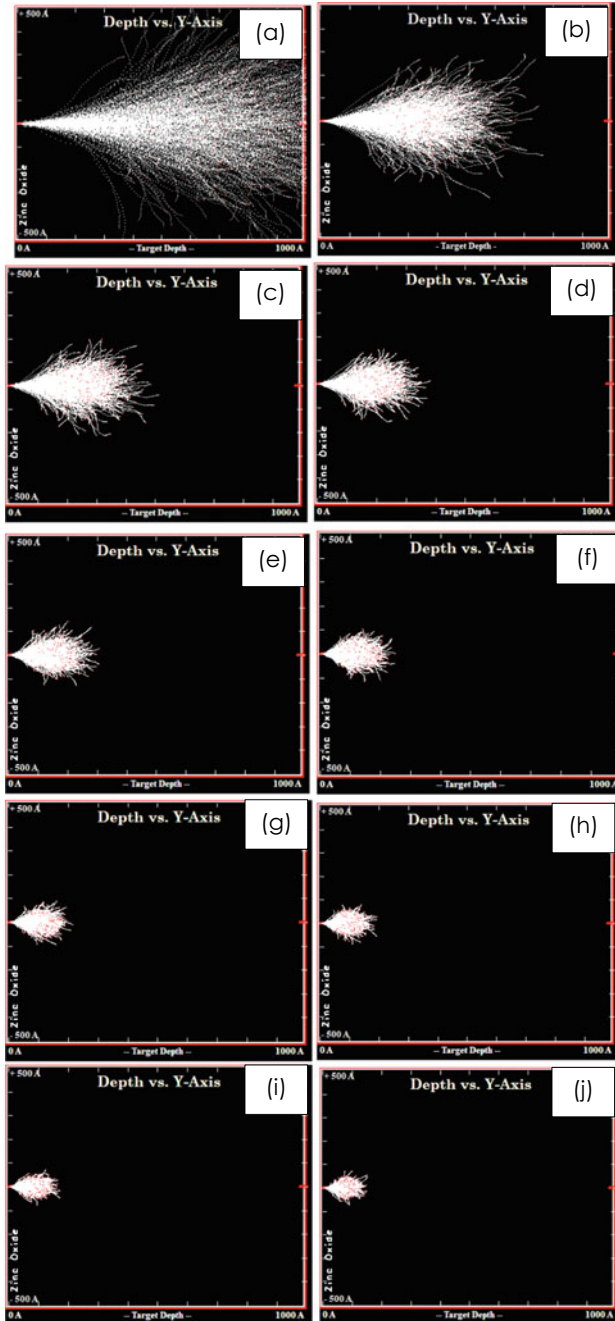 + 500 A
Depth vs. Y-Axis
(a)
Zinc Oxide
- 500 A
0 A
-- Target Depth --
1000 A
+ 500 A
Depth vs. Y-Axis
(b)
Zinc Oxide
- 500 A
0 A
- Target Depth -
1000 A
+ 500 A
Depth vs. Y-Axis
(c)
Zinc Oxide
- 500 A
0 A
-- Target Depth --
1000 A
+ 500 A
Depth vs. Y-Axis
(d)
Zinc Oxide
- 500 A
0 A
-- Target Depth --
1000 A
+ 500 A
Depth vs. Y-Axis
(e)
Zinc Oxide
- 500 A
0 A
-- Target Depth --
1000 A
+ 500 A
Depth vs. Y-Axis
(f)
Zinc Oxide
- 500 A
0 A
-- Target Depth --
1000 A
+ 500 A
Depth vs. Y-Axis
(g)
Zinc Oxide
- 500 A
0 A
-- Target Depth --
1000 A
+ 500 A
Depth vs. Y-Axis
(h)
Zinc Oxide
- 500 A
0 A
-- Target Depth --
1000 A
+ 500 A
Depth vs. Y-Axis
(i)
Zinc Oxide
- 500 A
0 A
-- Target Depth --
1000 A
+ 500 A
Depth vs. Y-Axis
(j)
Zinc Oxide
- 500 A
0 A
-- Target Depth --
1000 A